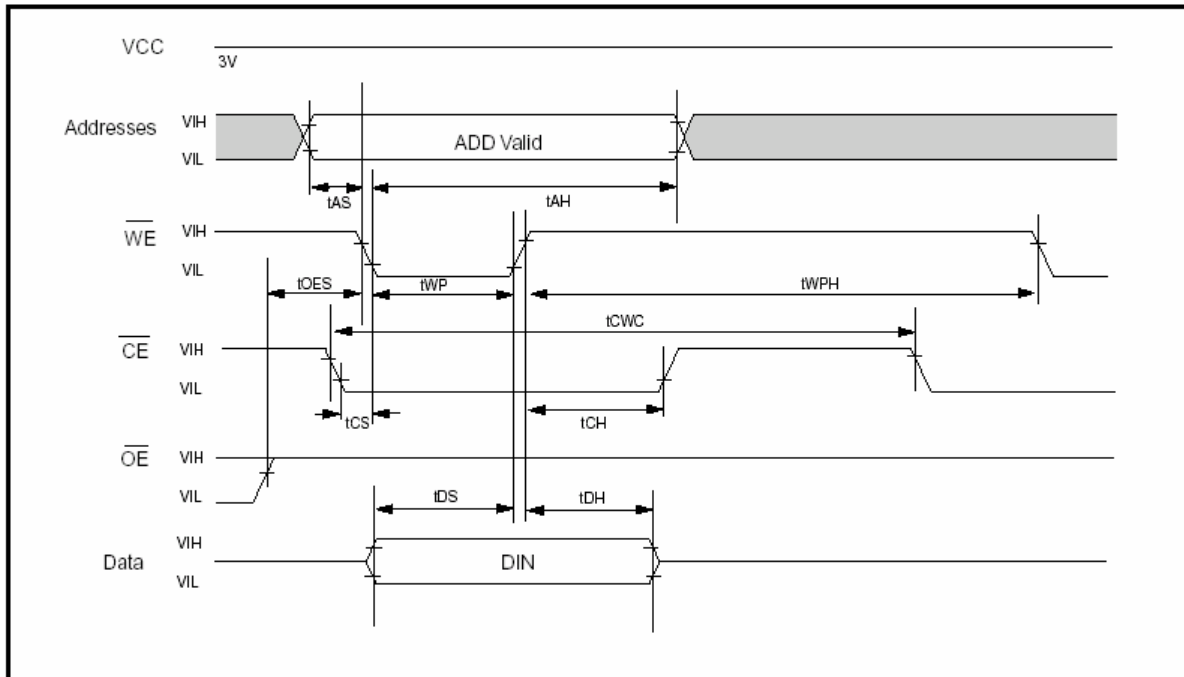 VCC
3V
Addresses VIH
ADD Valid
VIL
tAS tAH
WE VIH
VIL
tOES tWP tWPH
tCWC
CE VIH
VIL
tCS tCH
OE VIH
VIL
tDS tDH
VIH
Data DIN
VIL